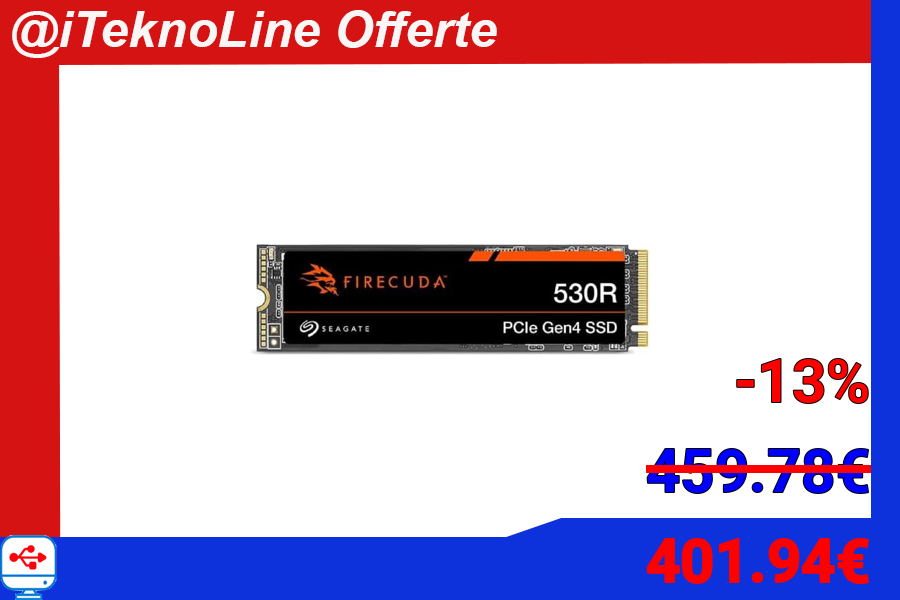 @iTeknoLine Offerte
FIRECUDA
530R
SEAGATE
PCIe Gen4 SSD
-13%
459.78€
401.94€